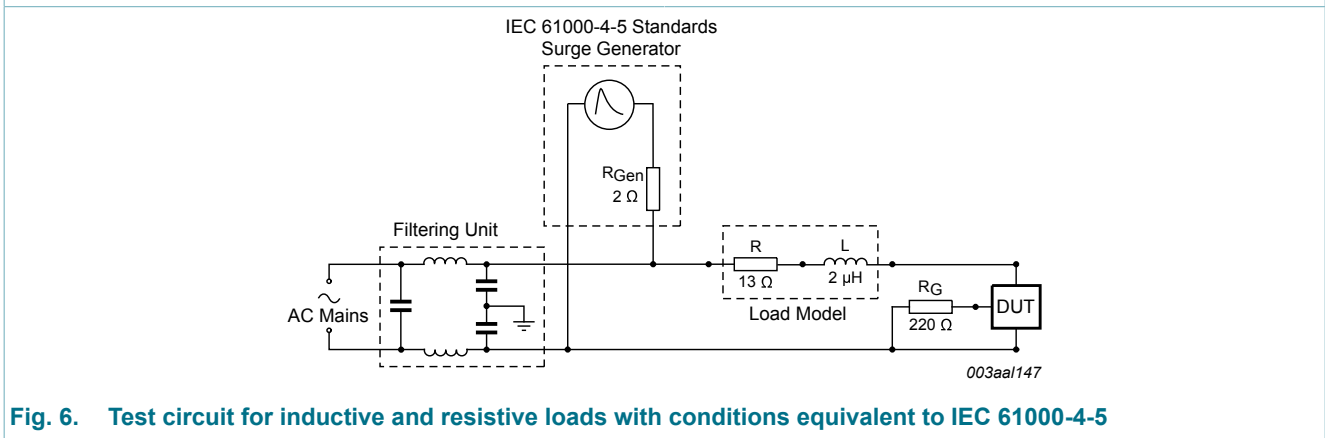 IEC 61000-4-5 Standards
Surge Generator
RGen
2 Ω
Filtering Unit
R
L
13 Ω
2 μH
RG
DUT
AC Mains
Load Model
220 Ω
003aal147
Fig. 6. Test circuit for inductive and resistive loads with conditions equivalent to IEC 61000-4-5